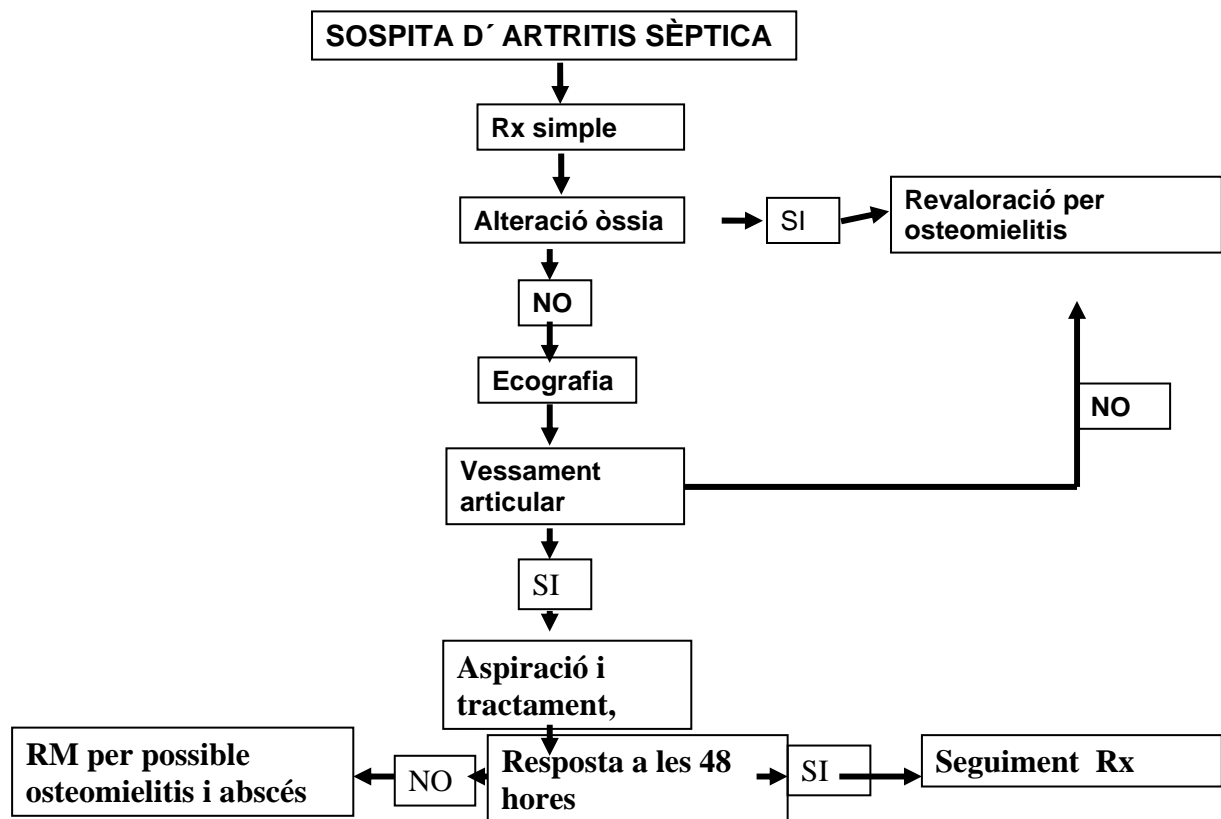 SOSPITA D´ ARTRITIS SÈPTICA
Rx simple
Alteració òssia
SI
Revaloració per
osteomielitis
NO
Ecografia
NO
Vessament
articular
SI
Aspiració i
tractament,
RM per possible
osteomielitis i abscés
NO
Resposta a les 48
hores
SI
Seguiment Rx